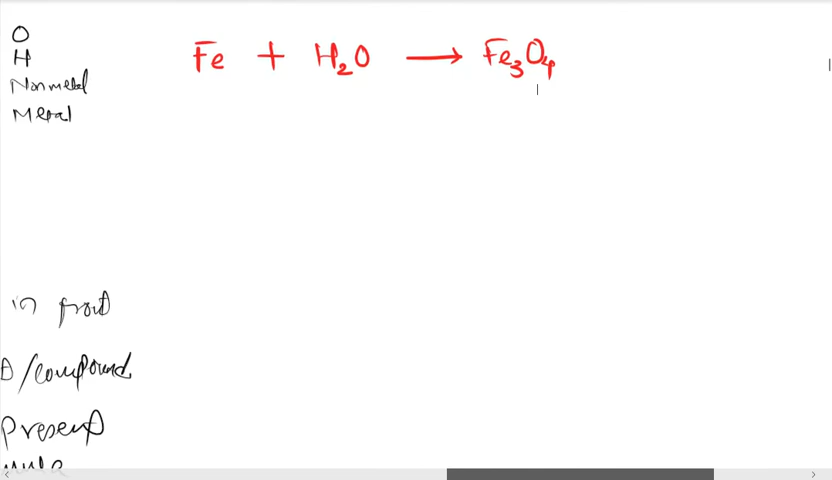 O
H
Nonmetal
Metal
Fe + H₂O → Fe₃O₄
in front
/compound
present